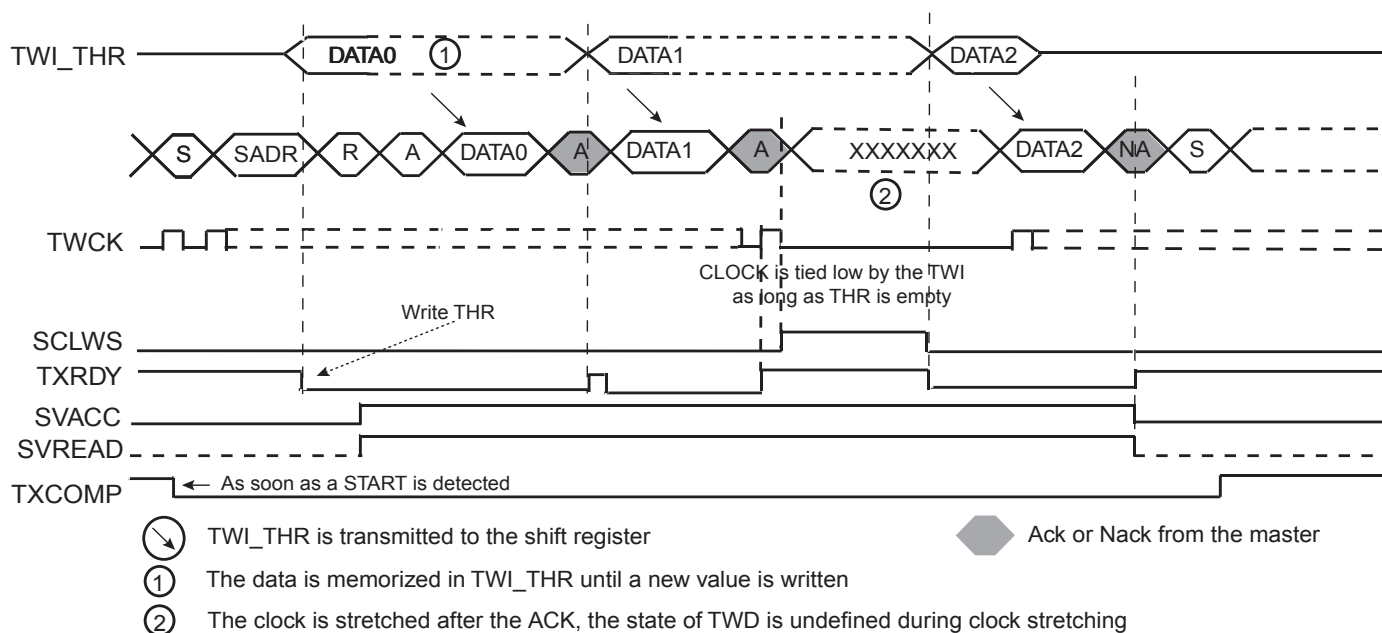 TWI_THR DATA0 1 DATA1 DATA2
S SADR R A DATA0 A DATA1 A XXXXXXX DATA2 NA S
2
TWCK
CLOCK is tied low by the TWI
as long as THR is empty
Write THR
SCLWS
TXRDY
SVACC
SVREAD
TXCOMP As soon as a START is detected
TWI_THR is transmitted to the shift register Ack or Nack from the master
1 The data is memorized in TWI_THR until a new value is written
2 The clock is stretched after the ACK, the state of TWD is undefined during clock stretching